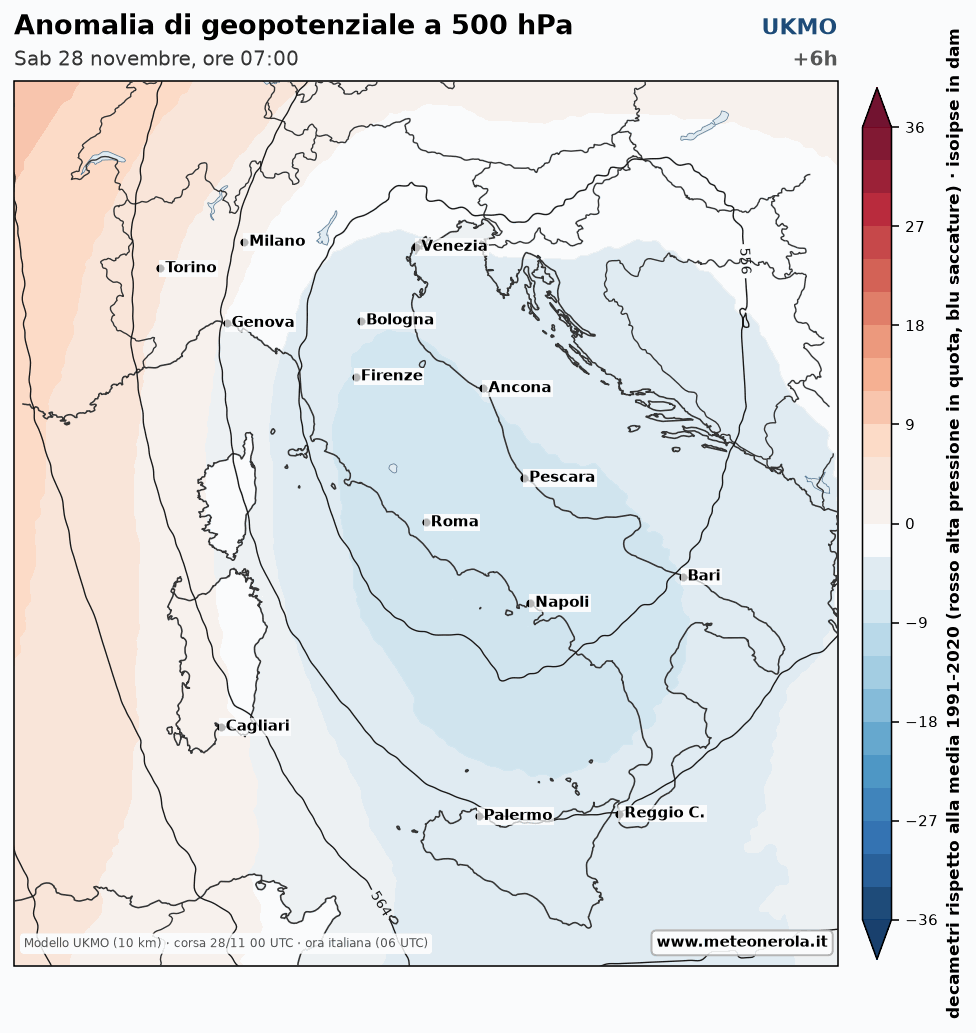 Anomalia di geopotenziale a 500 hPa
UKMO
Sab 28 novembre, ore 07:00
+6h
Milano
Venezia
Torino
556
Genova
Bologna
Firenze
Ancona
Pescara
Roma
Bari
Napoli
Cagliari
Palermo
Reggio C.
564
Modello UKMO (10 km) · corsa 28/11 00 UTC · ora italiana (06 UTC)
www.meteonerola.it
36
27
18
9
0
−9
−18
−27
−36
decametri rispetto alla media 1991-2020 (rosso alta pressione in quota, blu saccature) · isoipse in dam